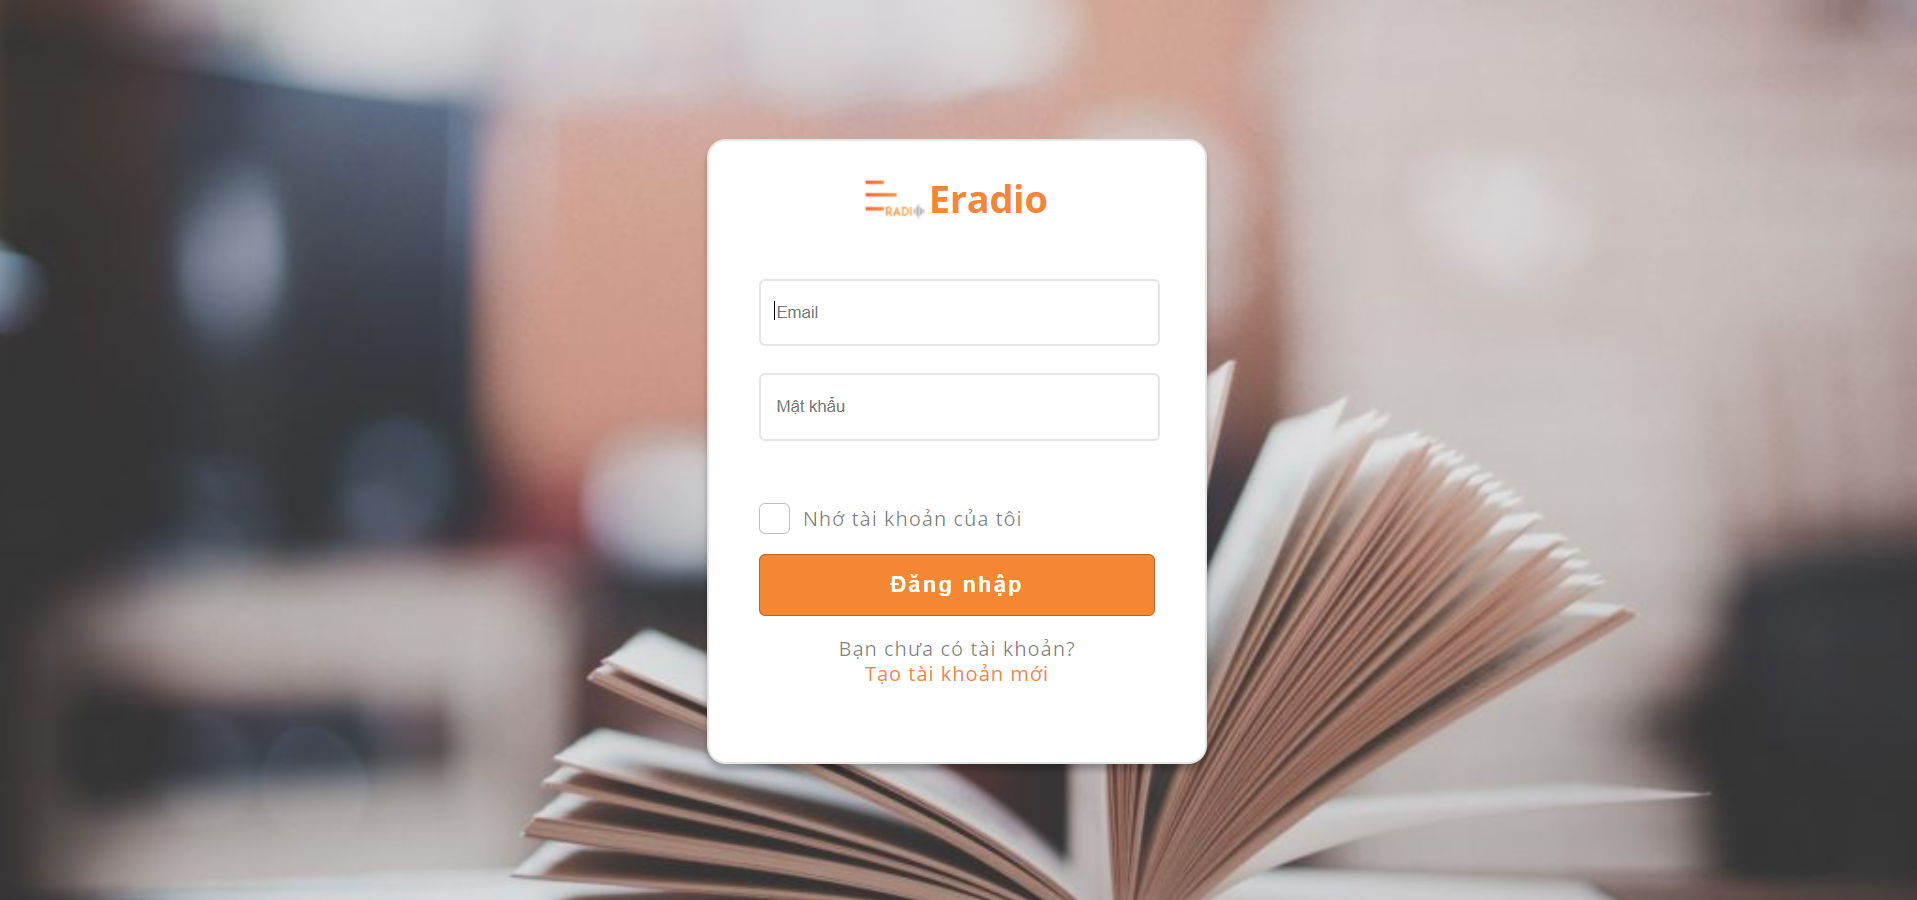 RADI
Eradio
Email
Mật khẩu
Nhớ tài khoản của tôi
Đăng nhập
Bạn chưa có tài khoản?
Tạo tài khoản mới